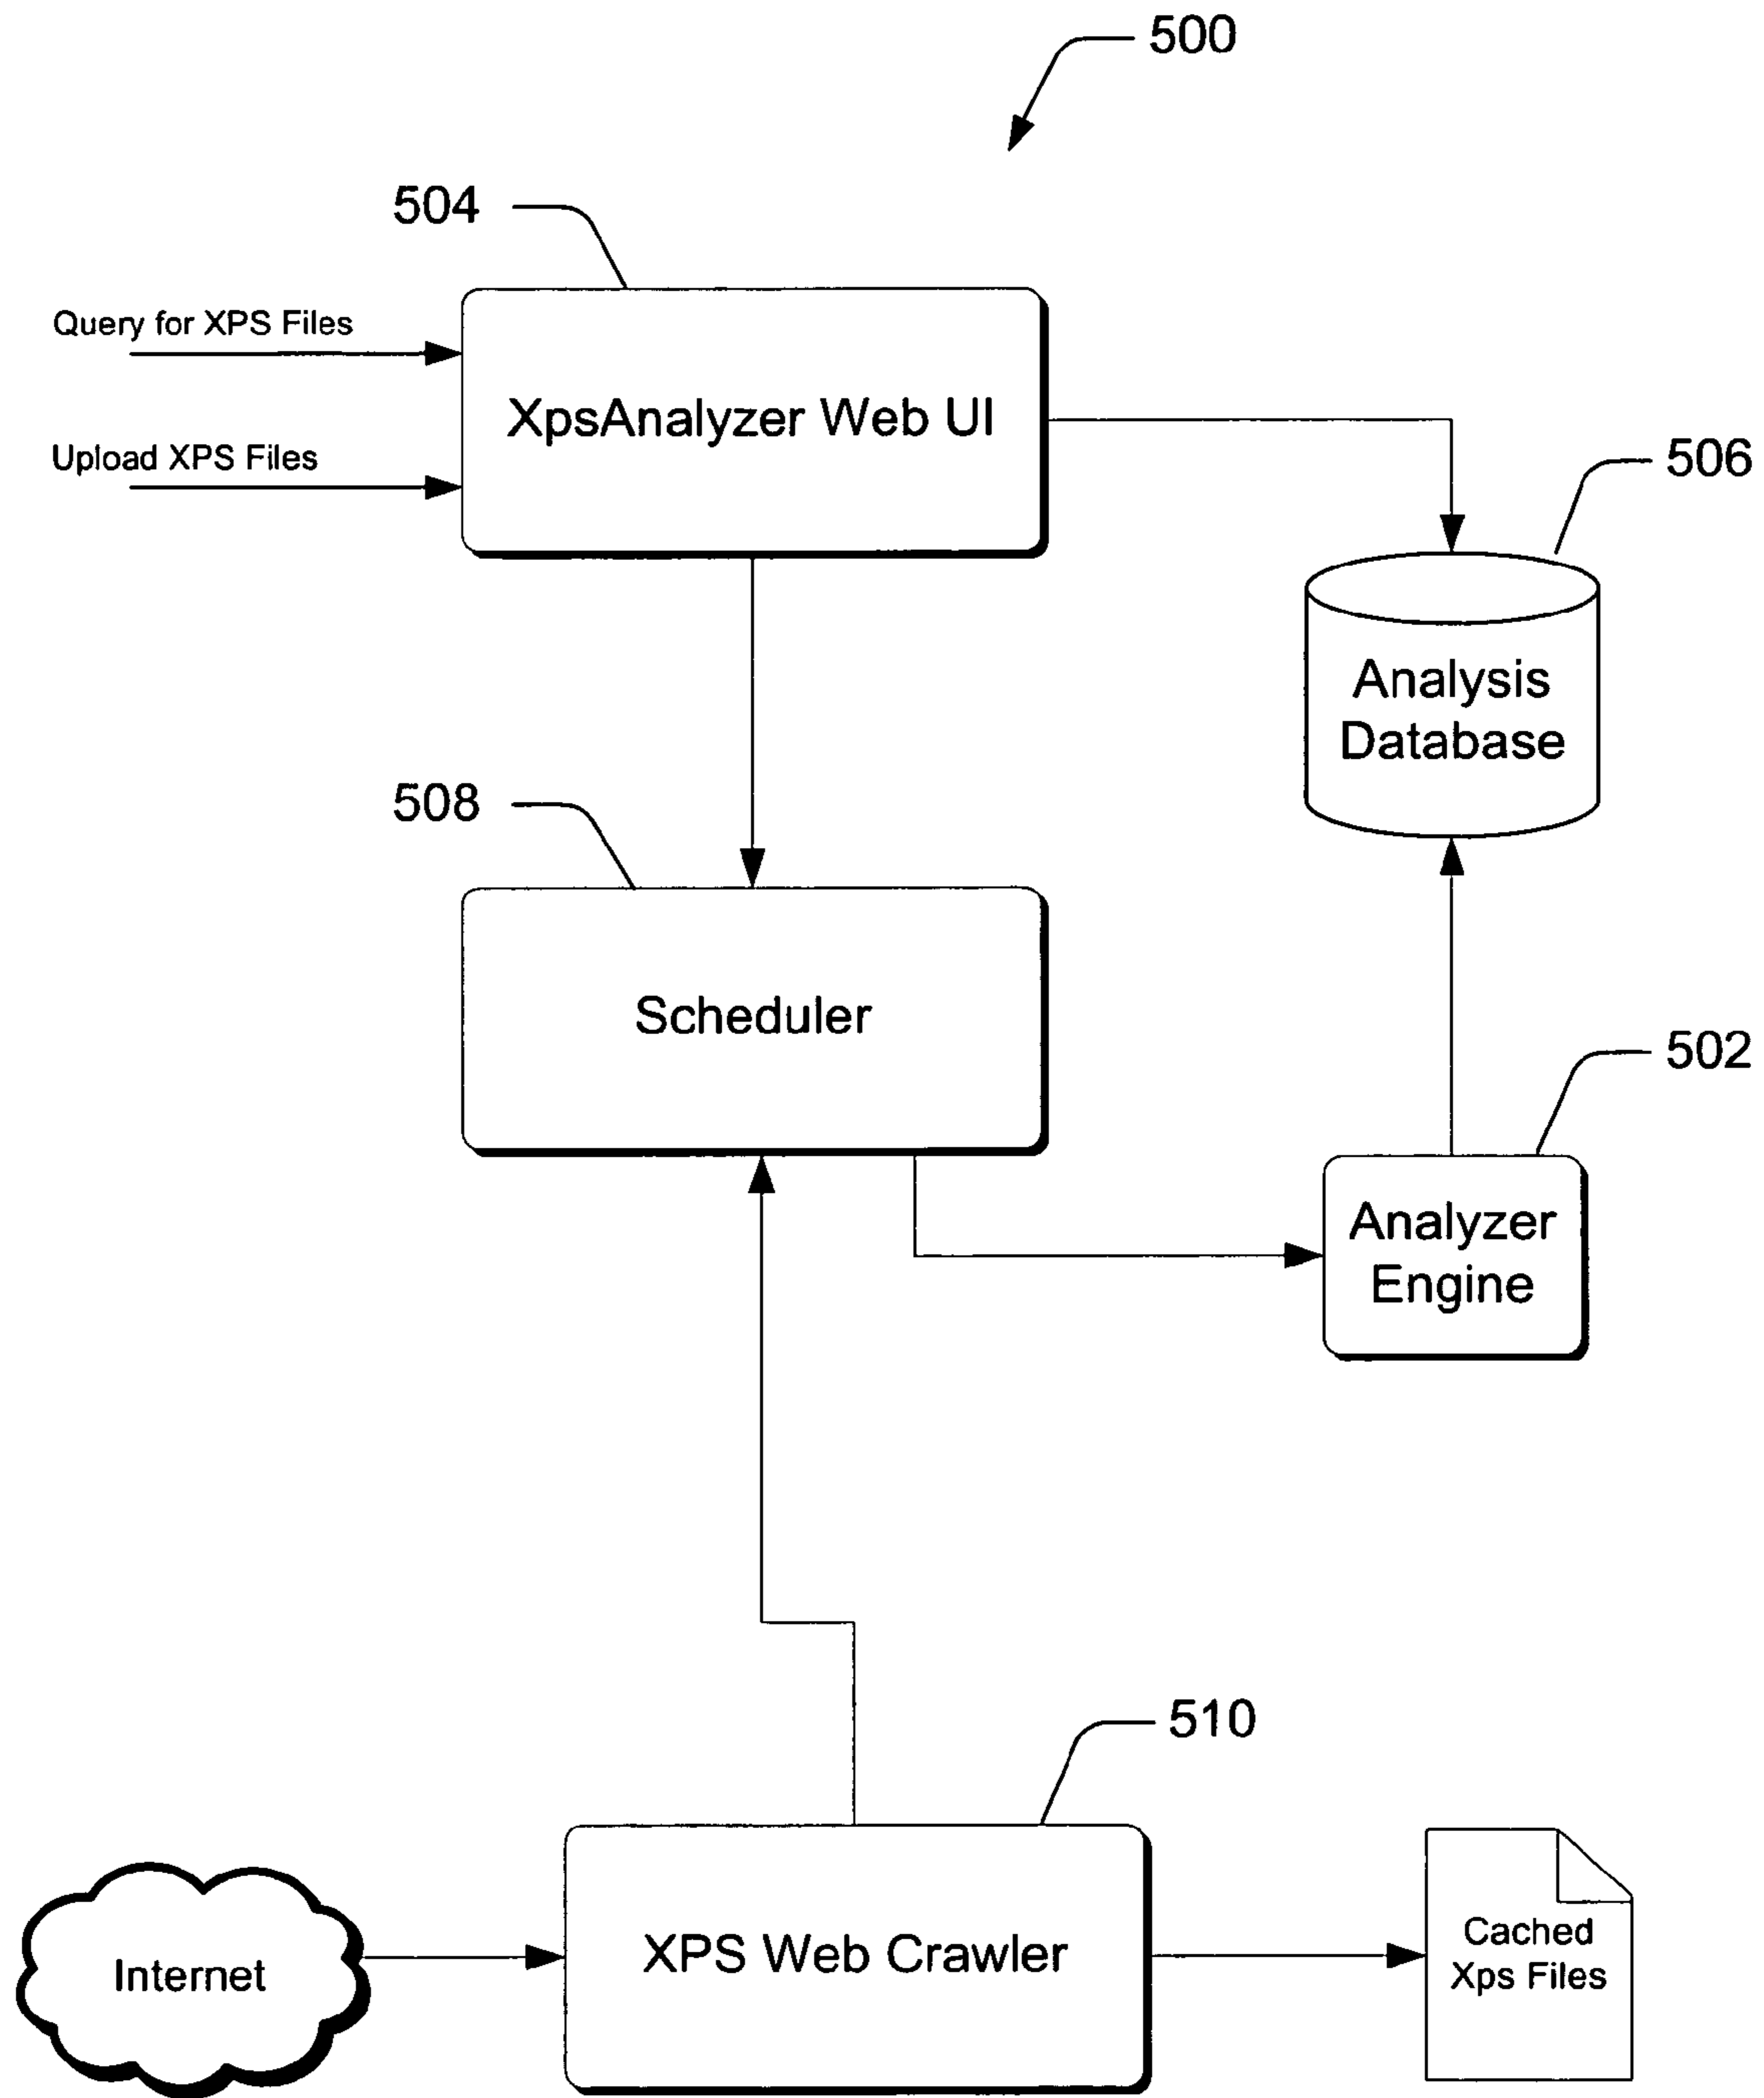 500
504
Query for XPS Files
XpsAnalyzer Web UI
Upload XPS Files
506
Analysis
Database
508
Scheduler
502
Analyzer
Engine
510
Internet
XPS Web Crawler
Cached
Xps Files